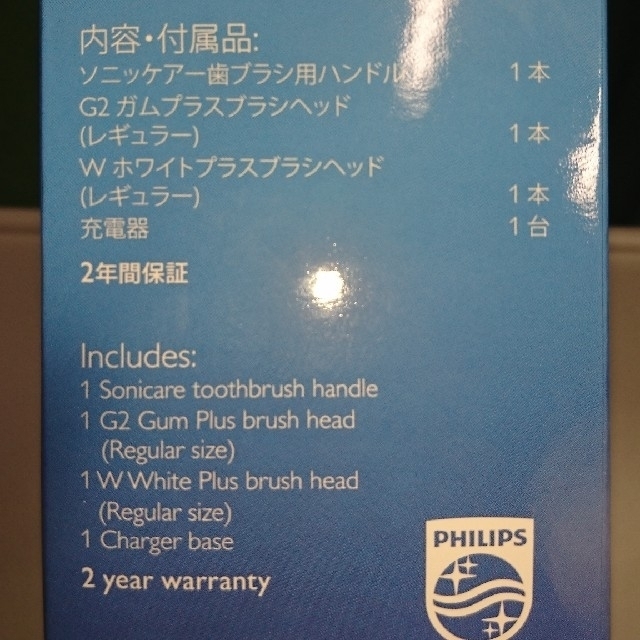 内容・付属品:
ソニッケアー歯ブラシ用ハンドル 1本
G2 ガムプラスブラシヘッド
(レギュラー) 1本
W ホワイトプラスブラシヘッド
(レギュラー) 1本
充電器 1台
2年間保証
Includes:
1 Sonicare toothbrush handle
1 G2 Gum Plus brush head
(Regular size)
1 W White Plus brush head
(Regular size)
1 Charger base
2 year warranty
PHILIPS